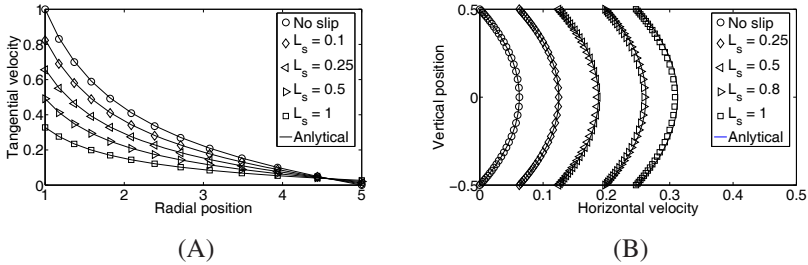 1
0.8
0.6
0.4
0.2
0
Tangential velocity
1 2 3 4 5
Radial position
No slip
L_s = 0.1
L_s = 0.25
L_s = 0.5
L_s = 1
Anlytical
(A)
0.5
0
−0.5
Vertical position
0 0.1 0.2 0.3 0.4 0.5
Horizontal velocity
No slip
L_s = 0.25
L_s = 0.5
L_s = 0.8
L_s = 1
Anlytical
(B)